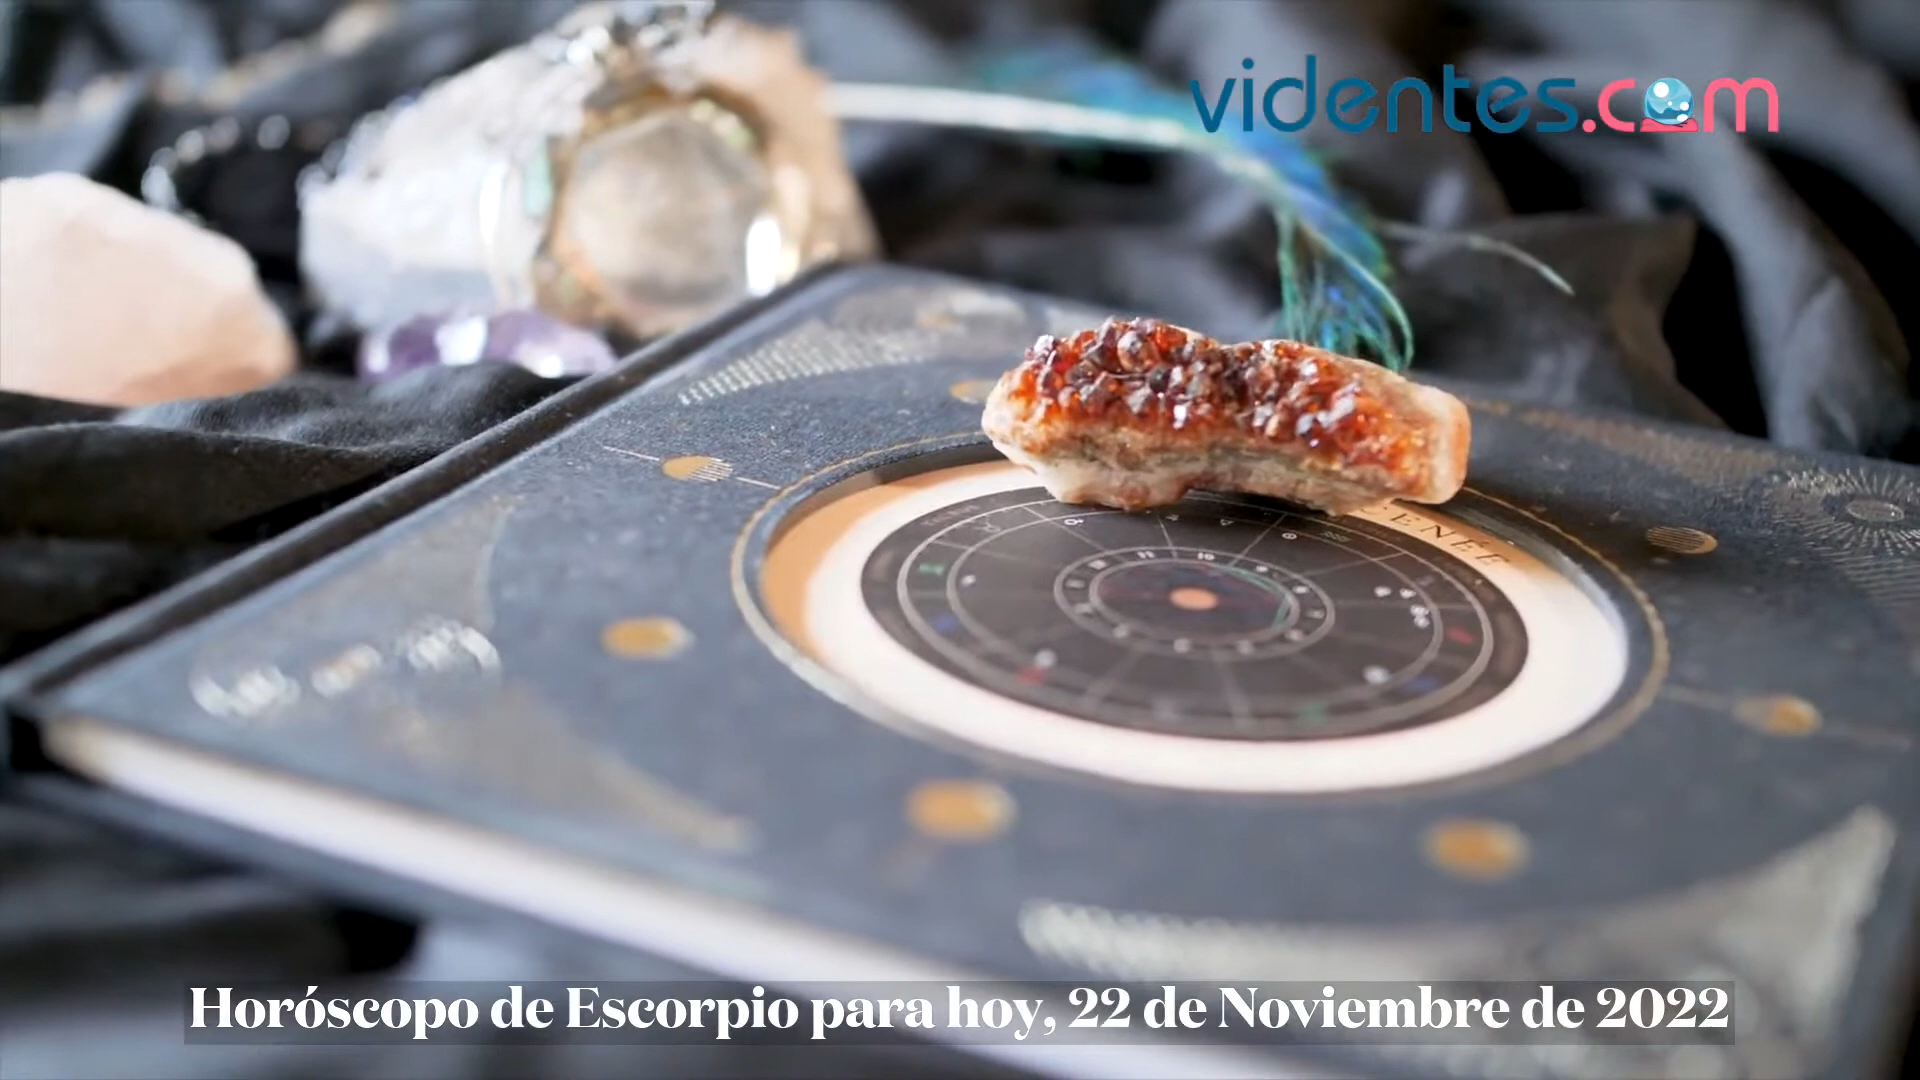 videntes.com
Horóscopo de Escorpio para hoy, 22 de Noviembre de 2022